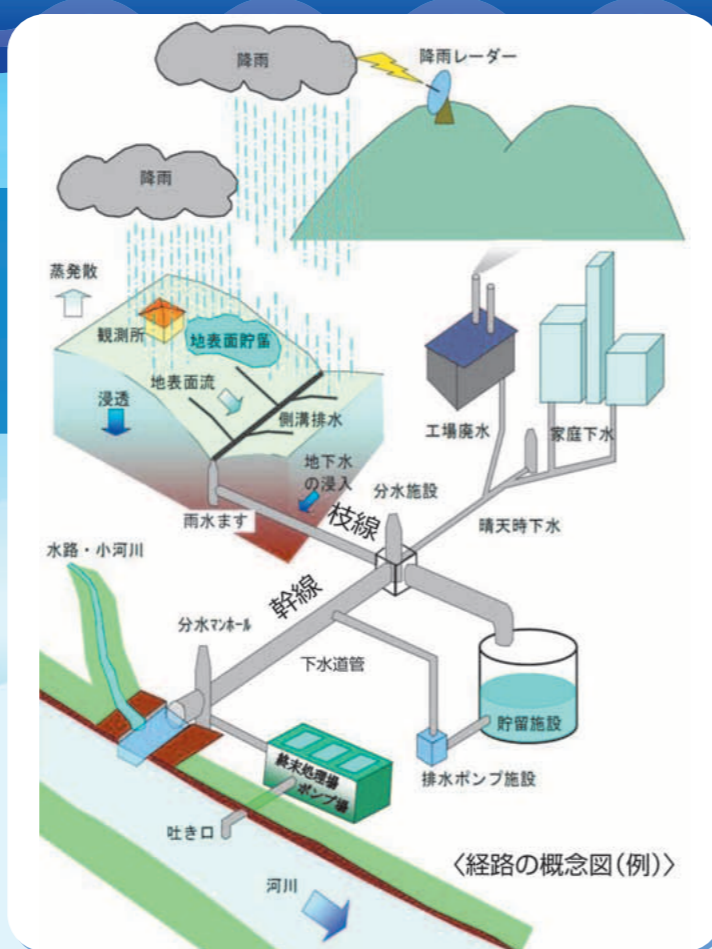 降雨
降雨レーダー
降雨
蒸発散
観測所
地表面貯留
地表面流
浸透
側溝排水
工場廃水
家庭下水
地下水
の浸入
分水施設
雨水ます
枝線
晴天時下水
水路・小河川
幹線
分水マンホール
下水道管
貯留施設
終末処理場
ポンプ場
排水ポンプ施設
吐き口
〈経路の概念図(例)〉
河川